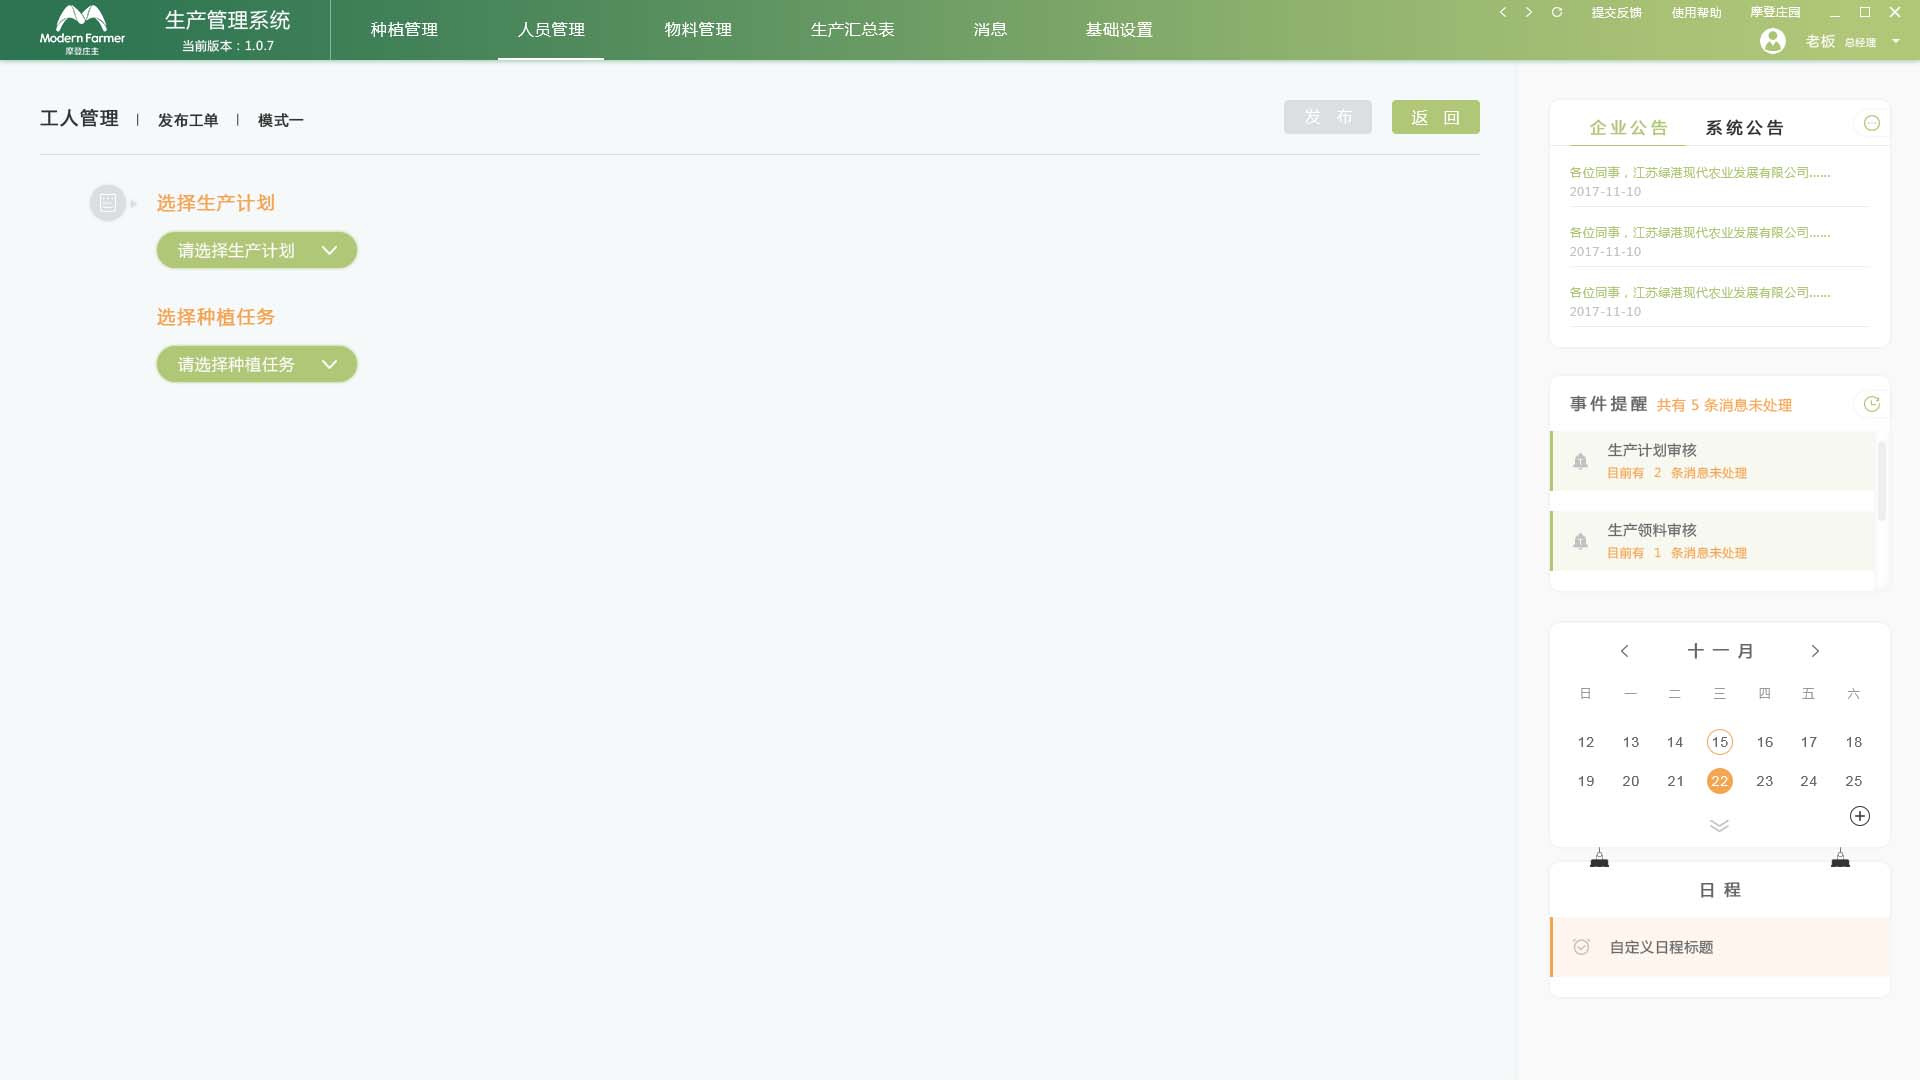 Modern Farmer
摩登庄主
生产管理系统
当前版本：1.0.7
种植管理
人员管理
物料管理
生产汇总表
消息
基础设置
提交反馈
使用帮助
摩登庄园
老板 总经理
工人管理 | 发布工单 | 模式一
发 布
返 回
选择生产计划
请选择生产计划
选择种植任务
请选择种植任务
企业公告 系统公告
各位同事，江苏绿港现代农业发展有限公司......
2017-11-10
各位同事，江苏绿港现代农业发展有限公司......
2017-11-10
各位同事，江苏绿港现代农业发展有限公司......
2017-11-10
事件提醒 共有 5 条消息未处理
生产计划审核
目前有 2 条消息未处理
生产领料审核
目前有 1 条消息未处理
十一月
日 一 二 三 四 五 六
12 13 14 15 16 17 18
19 20 21 22 23 24 25
日 程
自定义日程标题